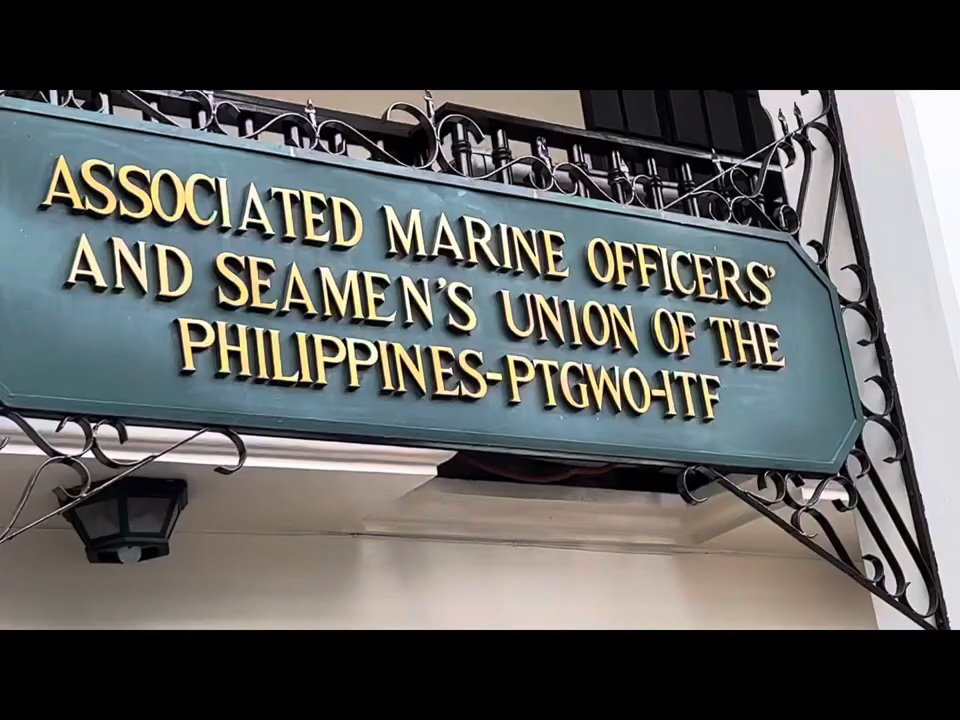 ASSOCIATED MARINE OFFICERS'
AND SEAMEN'S UNION OF THE
PHILIPPINES-PTGWO-ITF